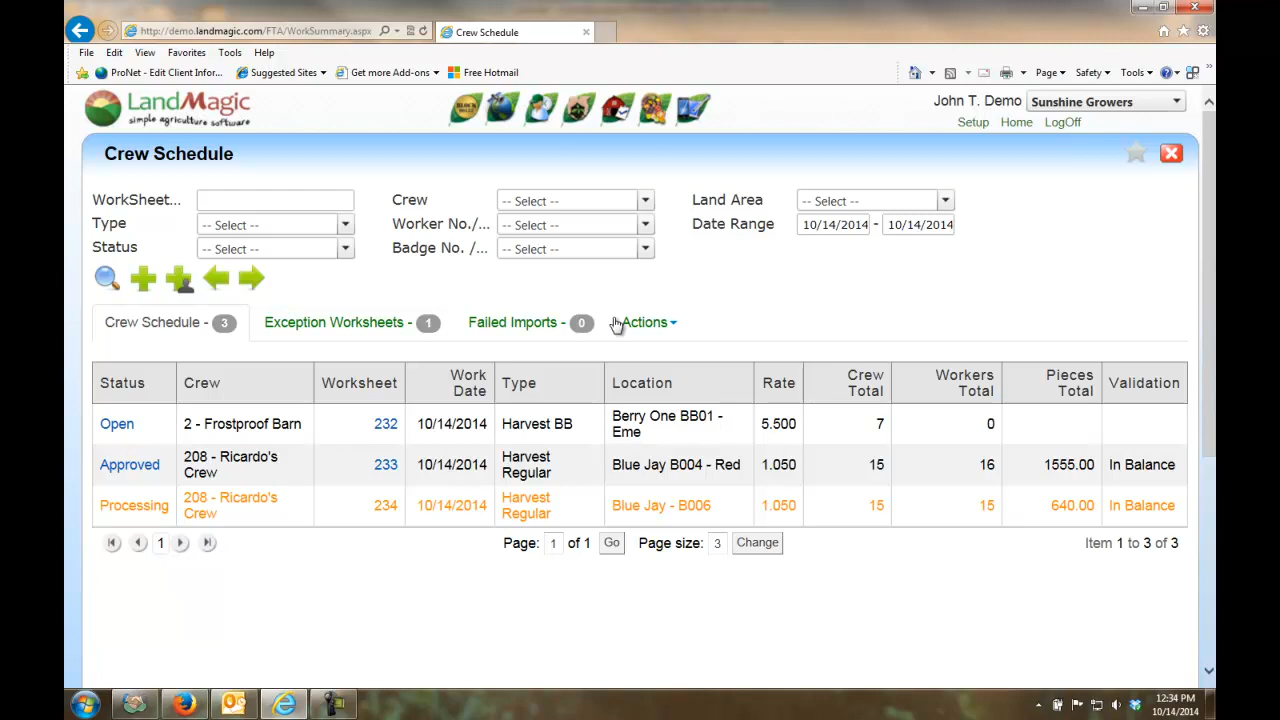 http://demo.landmagic.com/FTA/WorkSummary.aspx
Crew Schedule
File Edit View Favorites Tools Help
ProNet - Edit Client Infor... Suggested Sites Get more Add-ons Free Hotmail
Page Safety Tools
LandMagic
simple agriculture software
John T. Demo Sunshine Growers
Setup Home LogOff
Crew Schedule
WorkSheet... Crew -- Select -- Land Area -- Select --
Type -- Select -- Worker No./... -- Select -- Date Range 10/14/2014 - 10/14/2014
Status -- Select -- Badge No. /... -- Select --
Crew Schedule - 3 Exception Worksheets - 1 Failed Imports - 0 Actions
Status Crew Worksheet Work Date Type Location Rate Crew Total Workers Total Pieces Total Validation
Open 2 - Frostproof Barn 232 10/14/2014 Harvest BB Berry One BB01 - Eme 5.500 7 0
Approved 208 - Ricardo's Crew 233 10/14/2014 Harvest Regular Blue Jay B004 - Red 1.050 15 16 1555.00 In Balance
Processing 208 - Ricardo's Crew 234 10/14/2014 Harvest Regular Blue Jay - B006 1.050 15 15 640.00 In Balance
1 Page: 1 of 1 Go Page size: 3 Change Item 1 to 3 of 3
12:34 PM
10/14/2014